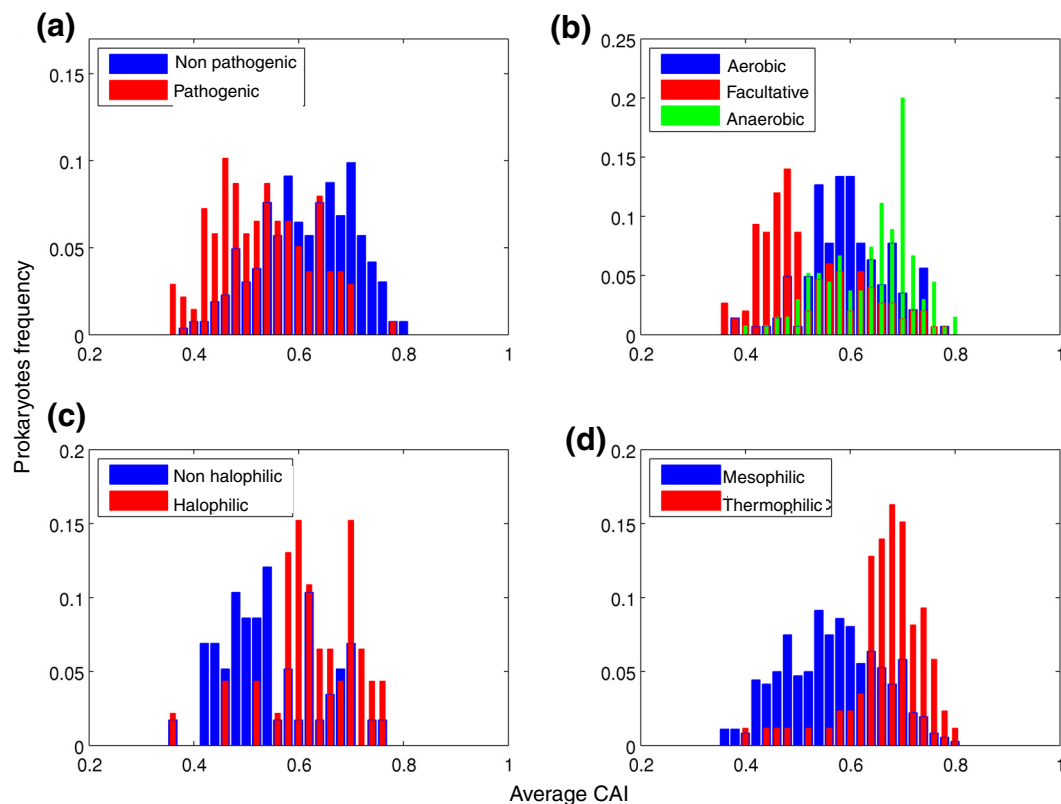 (a)
Non pathogenic
Pathogenic
0.15
0.1
0.05
0
0.2
0.4
0.6
0.8
1
(b)
Aerobic
Facultative
Anaerobic
0.25
0.2
0.15
0.1
0.05
0
0.2
0.4
0.6
0.8
1
Prokaryotes frequency
(c)
Non halophilic
Halophilic
0.2
0.15
0.1
0.05
0
0.2
0.4
0.6
0.8
1
(d)
Mesophilic
Thermophilic
0.2
0.15
0.1
0.05
0
0.2
0.4
0.6
0.8
1
Average CAI